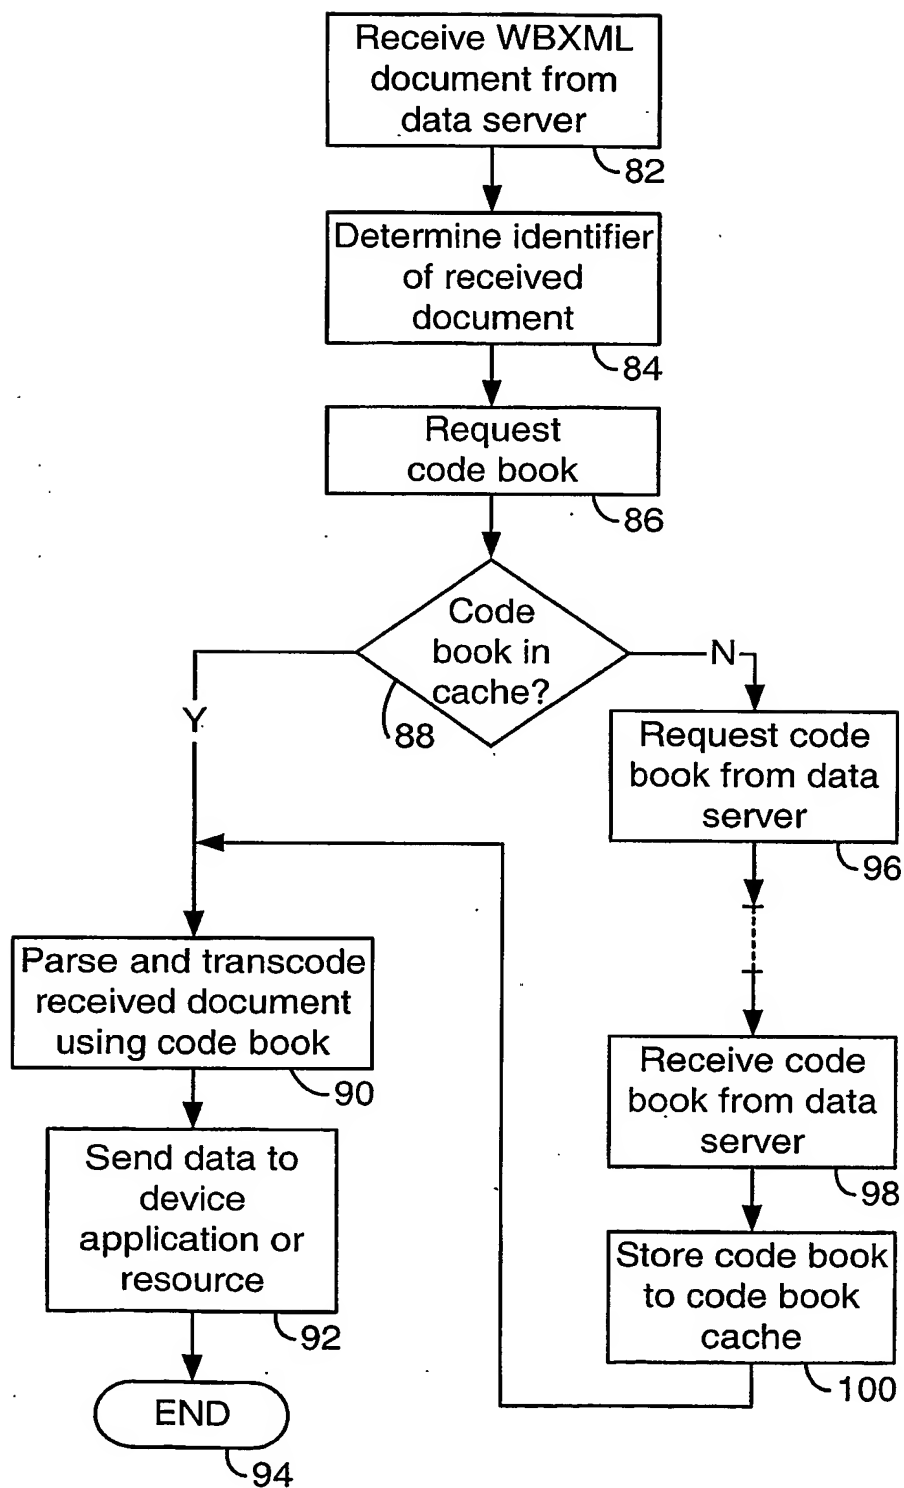 Receive WBXML
document from
data server
82
Determine identifier
of received
document
84
Request
code book
86
Code
book in
cache?
88
N
Y
Request code
book from data
server
96
Parse and transcode
received document
using code book
90
Receive code
book from data
server
98
Send data to
device
application or
resource
92
Store code book
to code book
cache
100
END
94